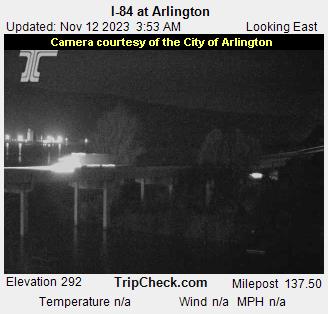 I-84 at Arlington
Updated: Nov 12 2023 3:53 AM Looking East
Camera courtesy of the City of Arlington
Elevation 292 TripCheck.com Milepost 137.50
Temperature n/a Wind n/a MPH n/a